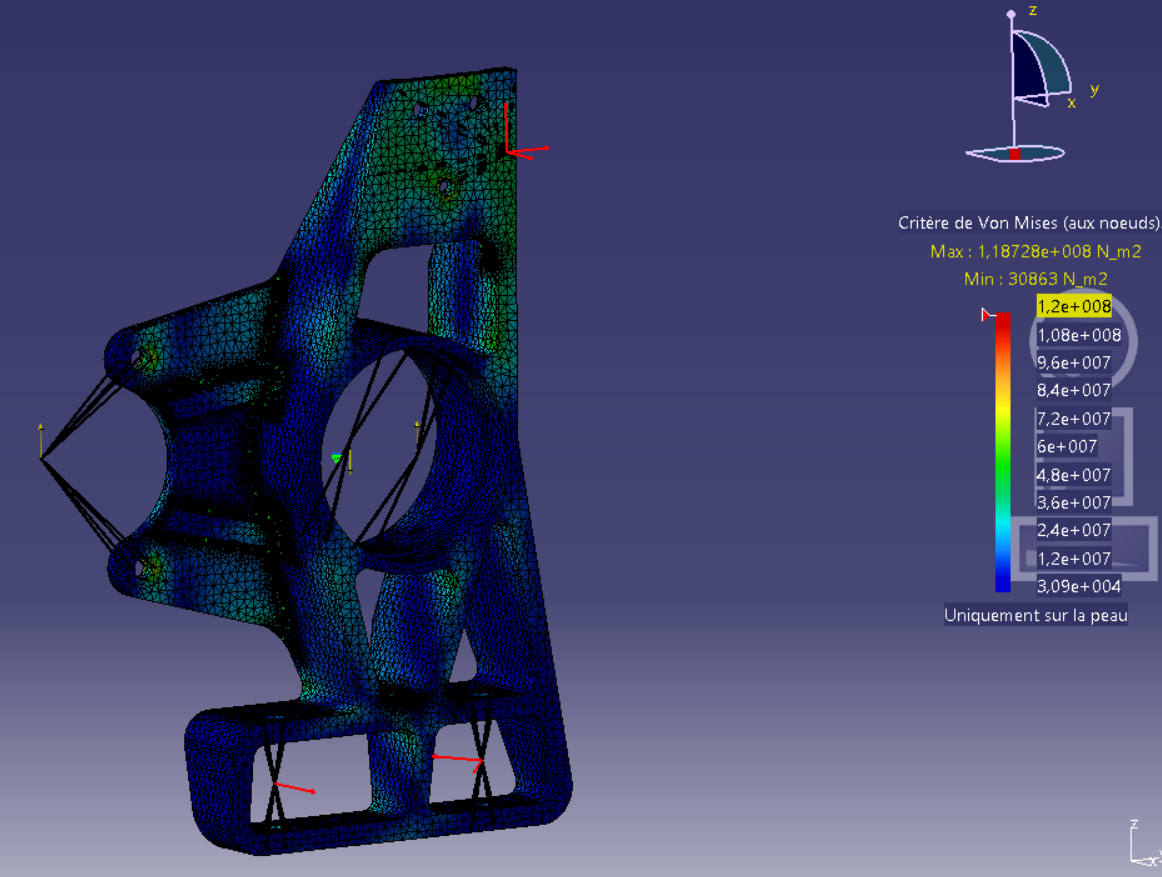 z
y
x
Critère de Von Mises (aux noeuds)
Max : 1,18728e+008 N_m2
Min : 30863 N_m2
1,2e+008
1,08e+008
9,6e+007
8,4e+007
7,2e+007
6e+007
4,8e+007
3,6e+007
2,4e+007
1,2e+007
3,09e+004
Uniquement sur la peau
z
x